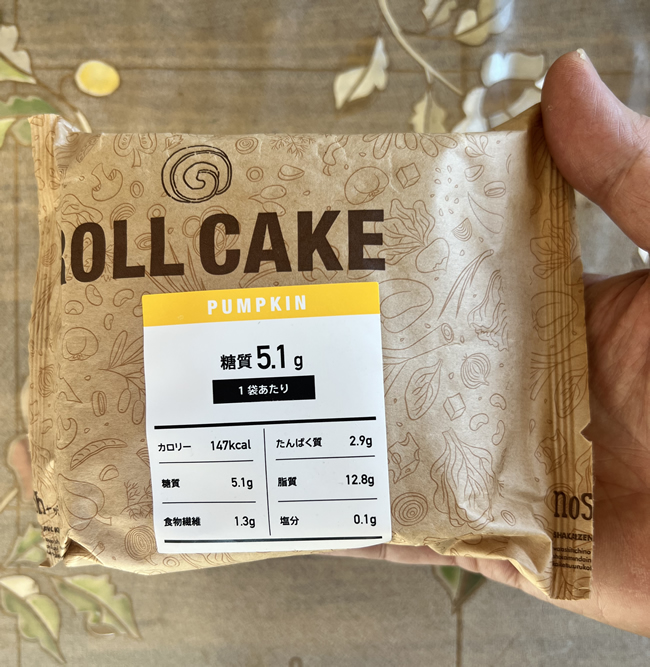 ROLL CAKE
PUMPKIN
糖質5.1g
1袋あたり
カロリー 147kcal
糖質 5.1g
食物繊維 1.3g
たんぱく質 2.9g
脂質 12.8g
塩分 0.1g
nos